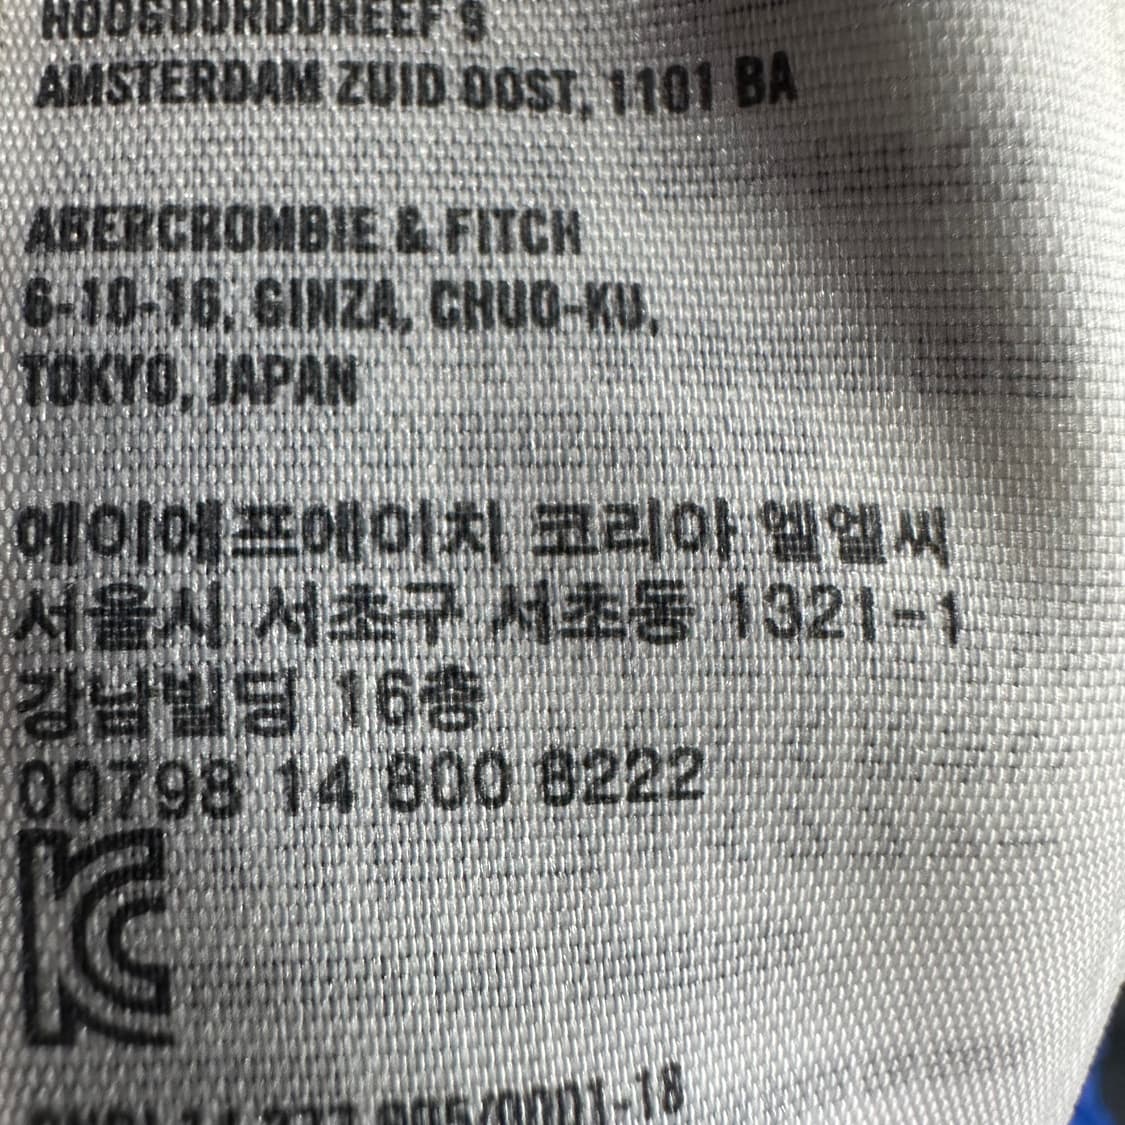 HOOGOORDDREEF 9
AMSTERDAM ZUID OOST, 1101 BA
ABERCROMBIE & FITCH
6-10-16, GINZA, CHUO-KU,
TOKYO, JAPAN
에이에프에이치 코리아 엘엘씨
서울시 서초구 서초동 1321-1
강남빌딩 16층
00798 14 800 8222
KC